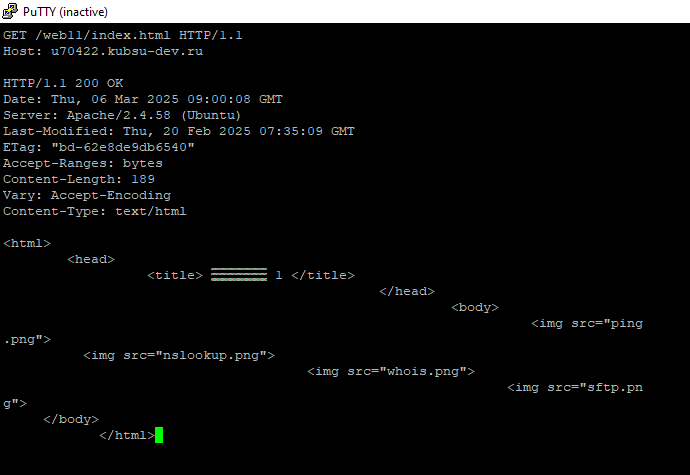 PuTTY (inactive)
GET /web11/index.html HTTP/1.1
Host: u70422.kubsu-dev.ru
HTTP/1.1 200 OK
Date: Thu, 06 Mar 2025 09:00:08 GMT
Server: Apache/2.4.58 (Ubuntu)
Last-Modified: Thu, 20 Feb 2025 07:35:09 GMT
ETag: "bd-62e8de9db6540"
Accept-Ranges: bytes
Content-Length: 189
Vary: Accept-Encoding
Content-Type: text/html
<html>
<head>
<title> 1 </title>
</head>
<body>
<img src="ping
.png">
<img src="nslookup.png">
<img src="whois.png">
<img src="sftp.pn
g">
</body>
</html>